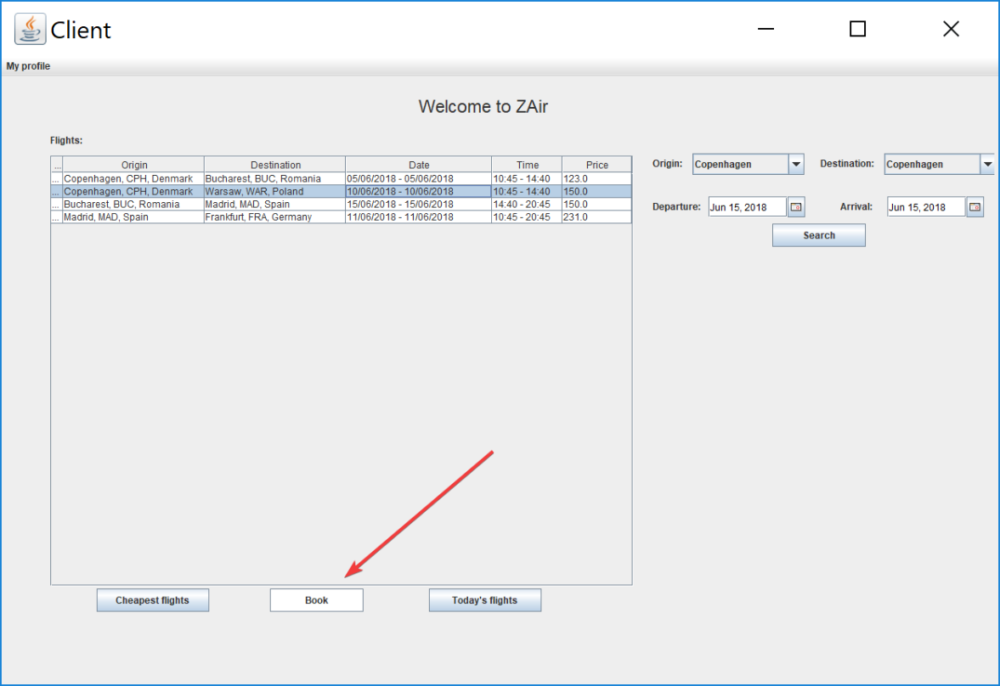 Client
My profile
Welcome to ZAir
Flights:
... Origin Destination Date Time Price
... Copenhagen, CPH, Denmark Bucharest, BUC, Romania 05/06/2018 - 05/06/2018 10:45 - 14:40 123.0
... Copenhagen, CPH, Denmark Warsaw, WAR, Poland 10/06/2018 - 10/06/2018 10:45 - 14:40 150.0
... Bucharest, BUC, Romania Madrid, MAD, Spain 15/06/2018 - 15/06/2018 14:40 - 20:45 150.0
... Madrid, MAD, Spain Frankfurt, FRA, Germany 11/06/2018 - 11/06/2018 10:45 - 20:45 231.0
Origin: Copenhagen Destination: Copenhagen
Departure: Jun 15, 2018 Arrival: Jun 15, 2018
Search
Cheapest flights Book Today's flights